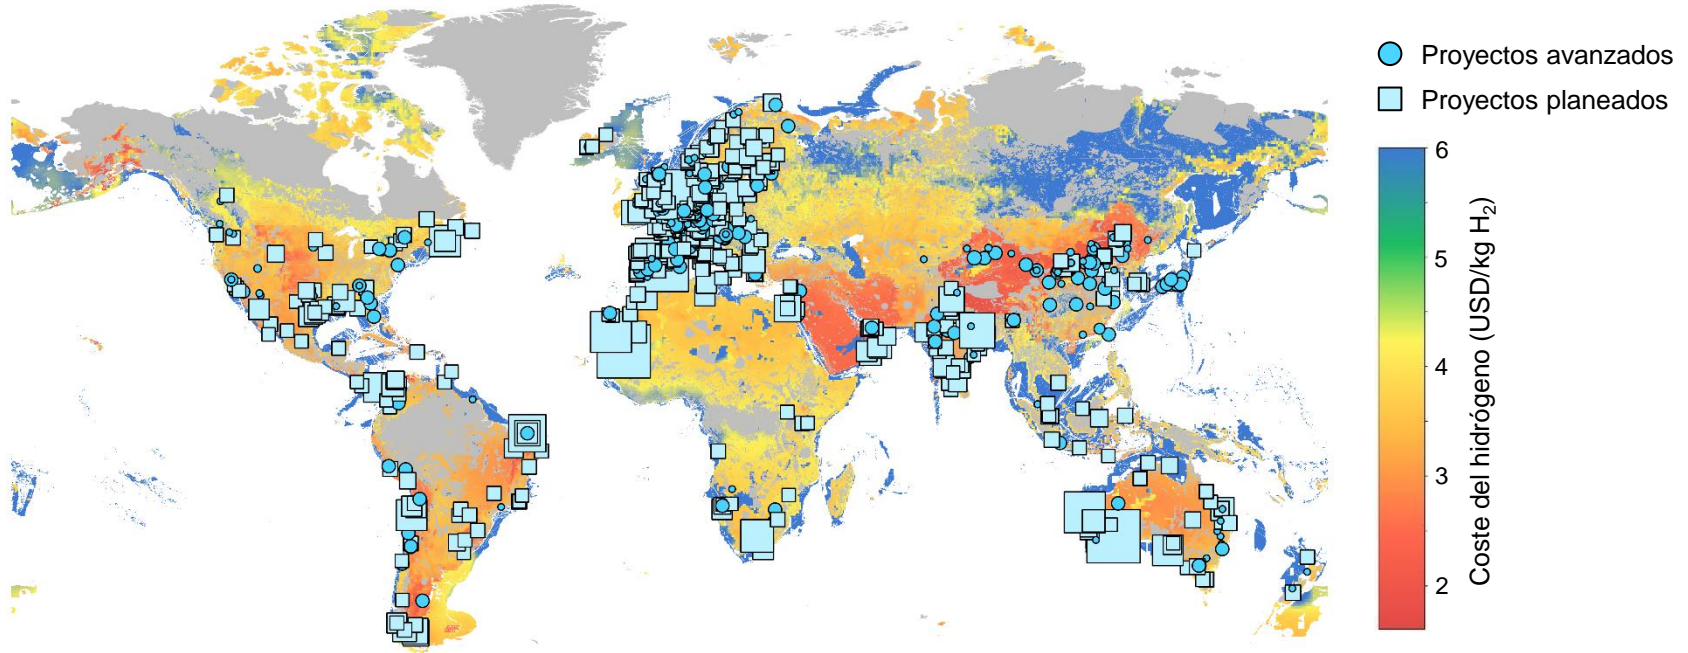 Proyectos avanzados
Proyectos planeados
6
5
4
3
2
Coste del hidrógeno (USD/kg H₂)